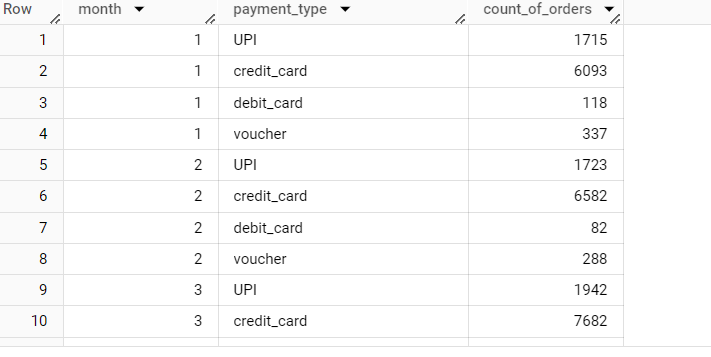 Row month payment_type count_of_orders
1 1 UPI 1715
2 1 credit_card 6093
3 1 debit_card 118
4 1 voucher 337
5 2 UPI 1723
6 2 credit_card 6582
7 2 debit_card 82
8 2 voucher 288
9 3 UPI 1942
10 3 credit_card 7682